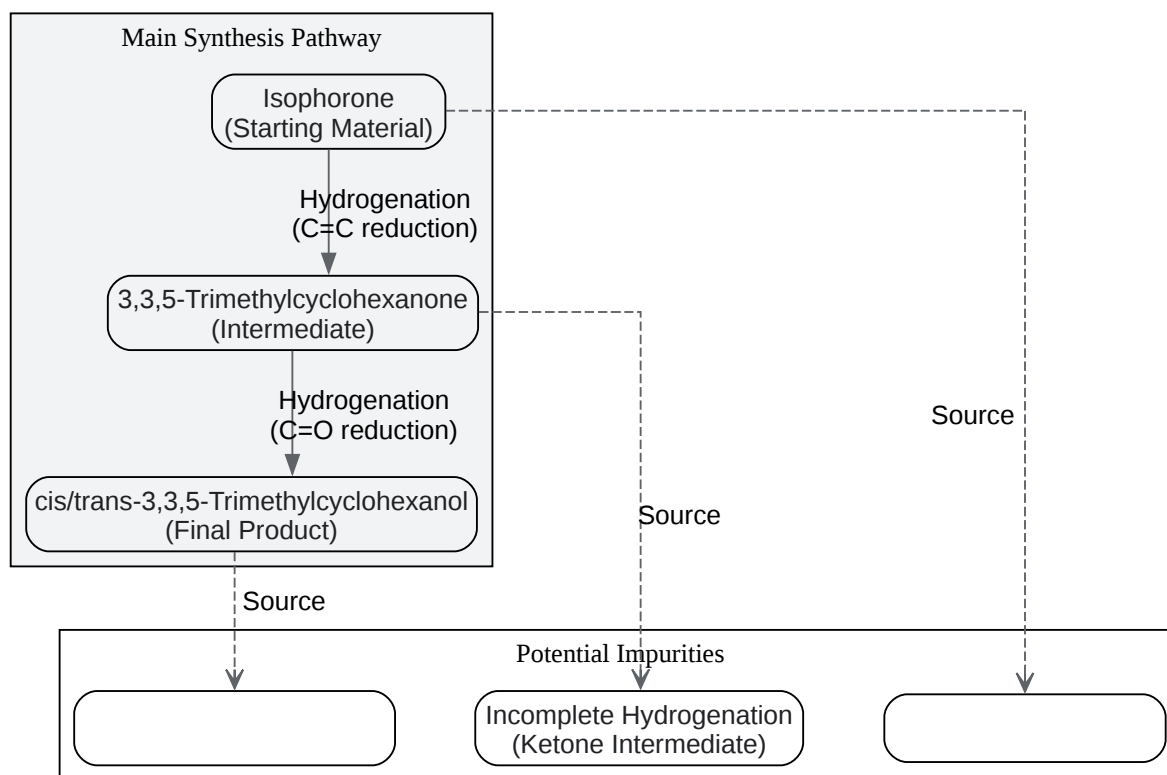 Main Synthesis Pathway
Isophorone
(Starting Material)
Hydrogenation
(C=C reduction)
3,3,5-Trimethylcyclohexanone
(Intermediate)
Hydrogenation
(C=O reduction)
Source
cis/trans-3,3,5-Trimethylcyclohexanol
(Final Product)
Source
Source
Potential Impurities
Incomplete Hydrogenation
(Ketone Intermediate)